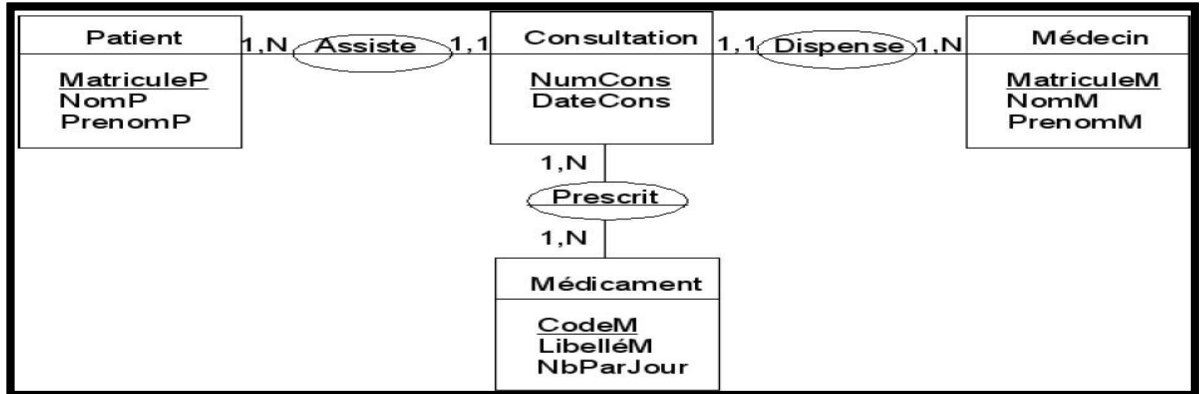 Patient
MatriculeP
NomP
PrenomP
1,N
Assiste
1,1
Consultation
NumCons
DateCons
1,1
Dispense
1,N
Médecin
MatriculeM
NomM
PrenomM
1,N
Prescrit
1,N
Médicament
CodeM
LibelléM
NbParJour